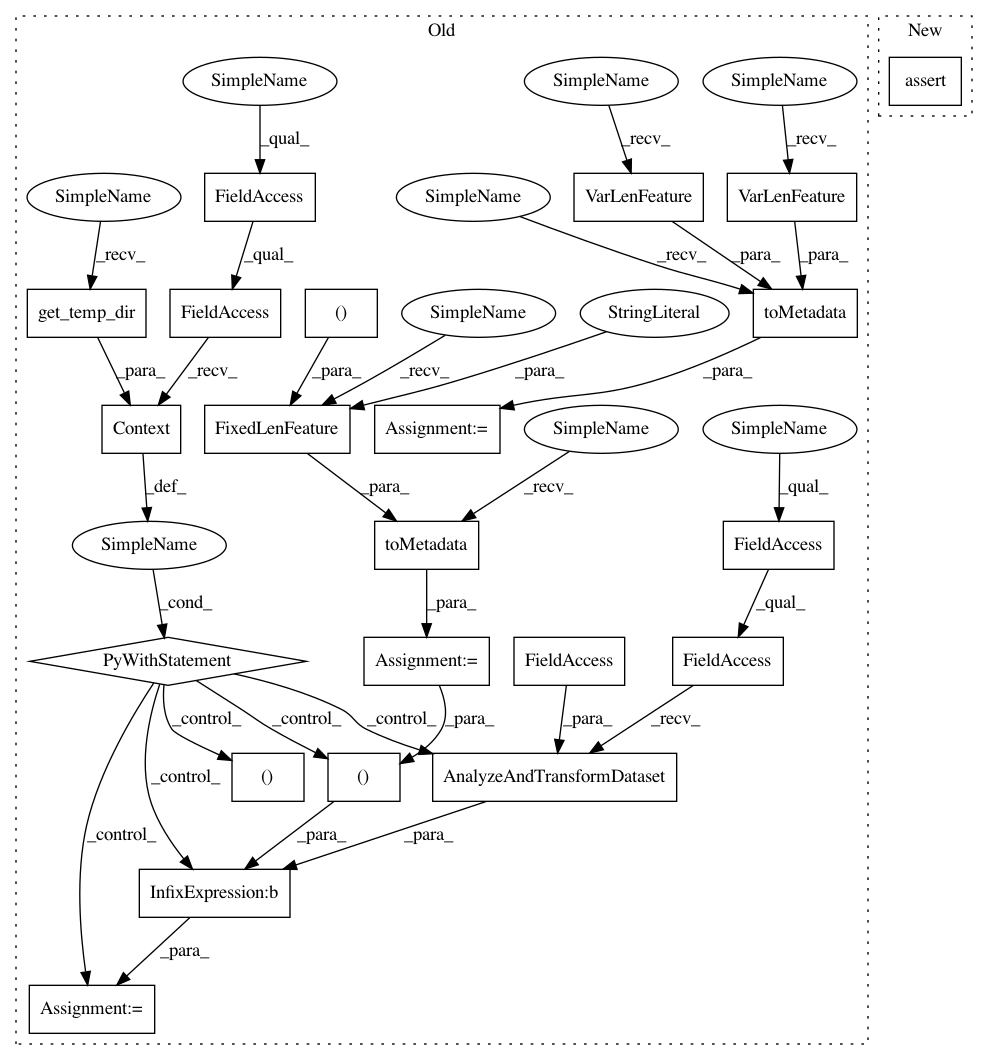 Old
New
SimpleName
SimpleName
SimpleName
assert
_qual_
_recv_
_recv_
SimpleName
FieldAccess
SimpleName
VarLenFeature
VarLenFeature
_recv_
_qual_
_recv_
_para_
_para_
get_temp_dir
FieldAccess
()
SimpleName
StringLiteral
toMetadata
_para_
_recv_
_para_
_recv_
_para_
_para_
Context
FixedLenFeature
Assignment:=
SimpleName
SimpleName
_def_
_para_
_recv_
_qual_
SimpleName
toMetadata
FieldAccess
_cond_
_para_
_qual_
PyWithStatement
Assignment:=
FieldAccess
FieldAccess
_control_
_control_
_control_
_para_
_para_
_recv_
_control_
()
()
AnalyzeAndTransformDataset
_control_
_para_
_para_
InfixExpression:b
_para_
Assignment:=